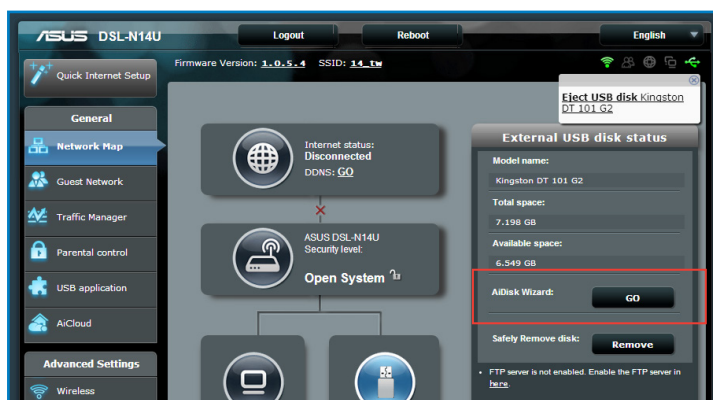 ASUS DSL-N14U
Logout
Reboot
English
Quick Internet Setup
Firmware Version: 1.0.5.4 SSID: 14_tw
Eject USB disk Kingston
DT 101 G2
General
Network Map
Guest Network
Traffic Manager
Parental control
USB application
AiCloud
Advanced Settings
Wireless
Internet status:
Disconnected
DDNS: GO
ASUS DSL-N14U
Security level:
Open System
External USB disk status
Model name:
Kingston DT 101 G2
Total space:
7.198 GB
Available space:
6.549 GB
AiDisk Wizard:
GO
Safely Remove disk:
Remove
• FTP server is not enabled. Enable the FTP server in
here.